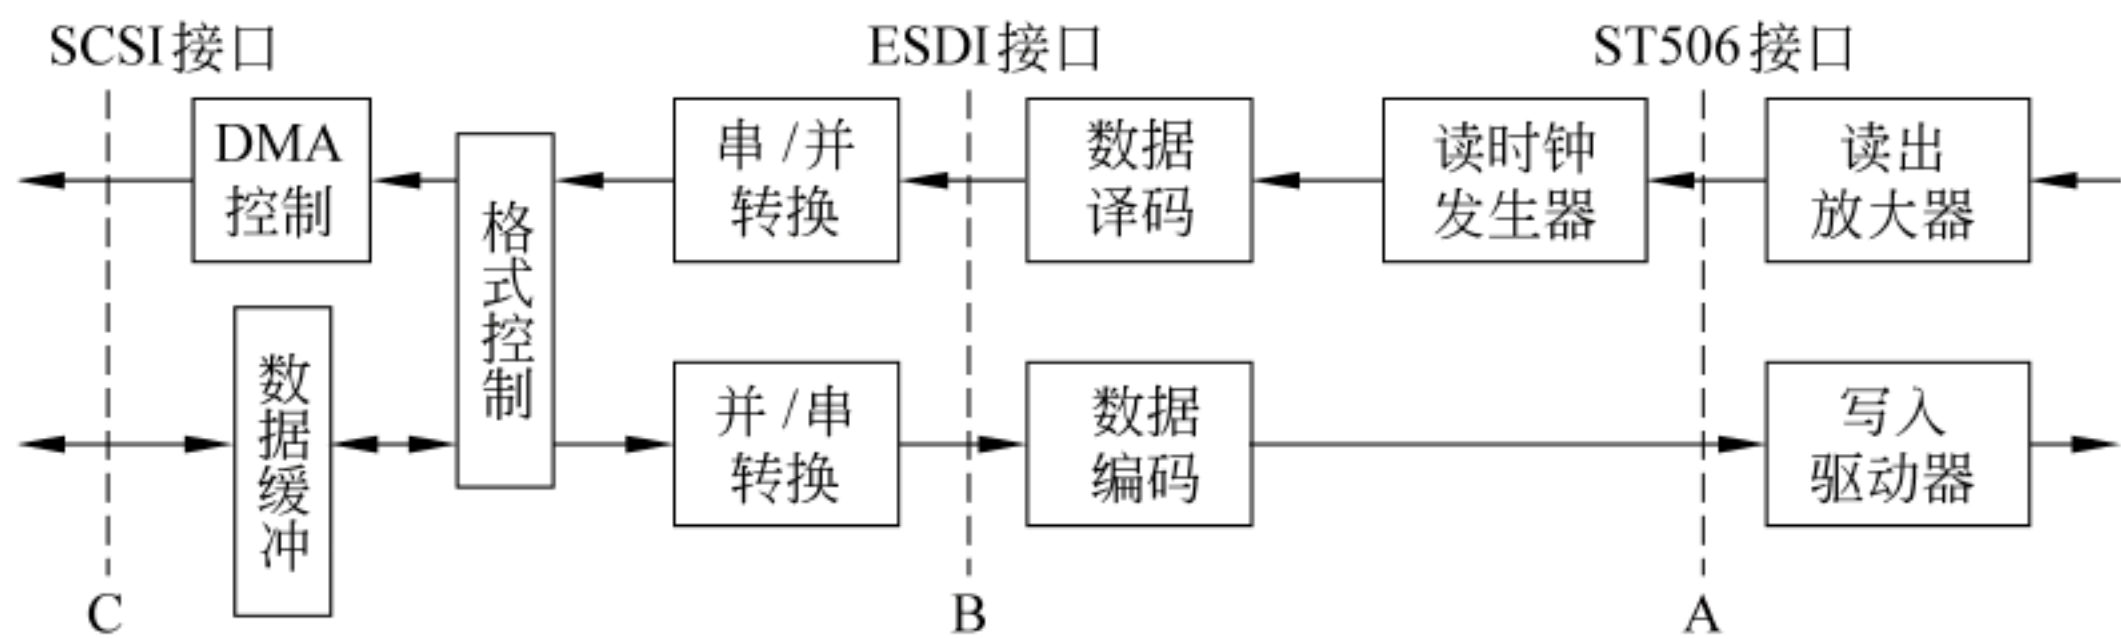 SCSI接口
ESDI接口
ST506接口
DMA
控制
格式控制
串/并
转换
数据
译码
读时钟
发生器
读出
放大器
数据缓冲
并/串
转换
数据
编码
写入
驱动器
C
B
A